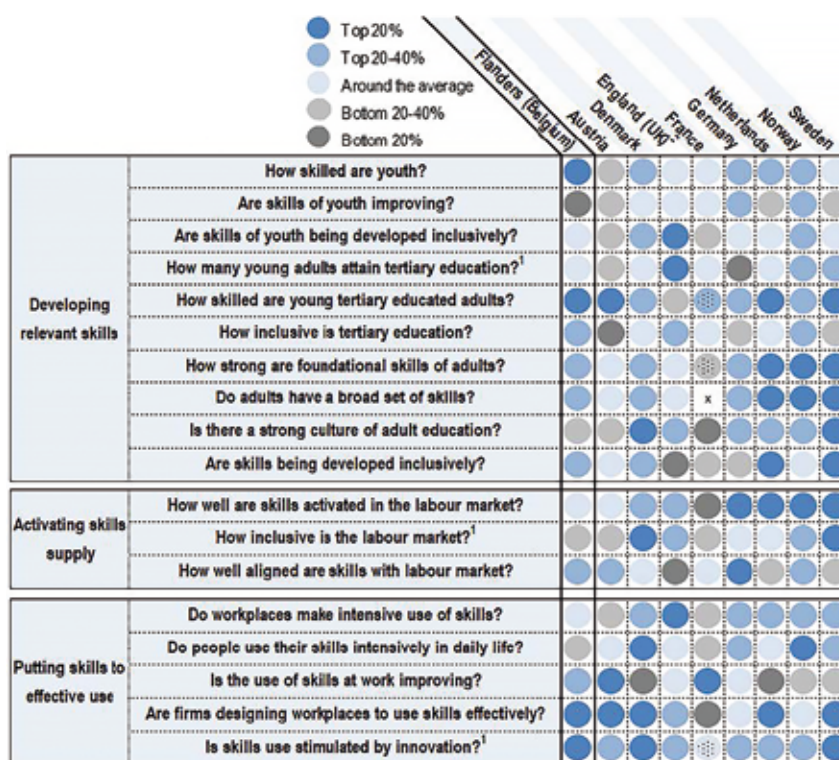 Top 20%
Top 20-40%
Around the average
Bottom 20-40%
Bottom 20%
Flanders (Belgium)
Austria
Denmark
England (UK)²
France
Germany
Netherlands
Norway
Sweden
Developing relevant skills
How skilled are youth?
Are skills of youth improving?
Are skills of youth being developed inclusively?
How many young adults attain tertiary education?¹
How skilled are young tertiary educated adults?
How inclusive is tertiary education?
How strong are foundational skills of adults?
Do adults have a broad set of skills?
x
Is there a strong culture of adult education?
Are skills being developed inclusively?
Activating skills supply
How well are skills activated in the labour market?
How inclusive is the labour market?¹
How well aligned are skills with labour market?
Putting skills to effective use
Do workplaces make intensive use of skills?
Do people use their skills intensively in daily life?
Is the use of skills at work improving?
Are firms designing workplaces to use skills effectively?
Is skills use stimulated by innovation?¹